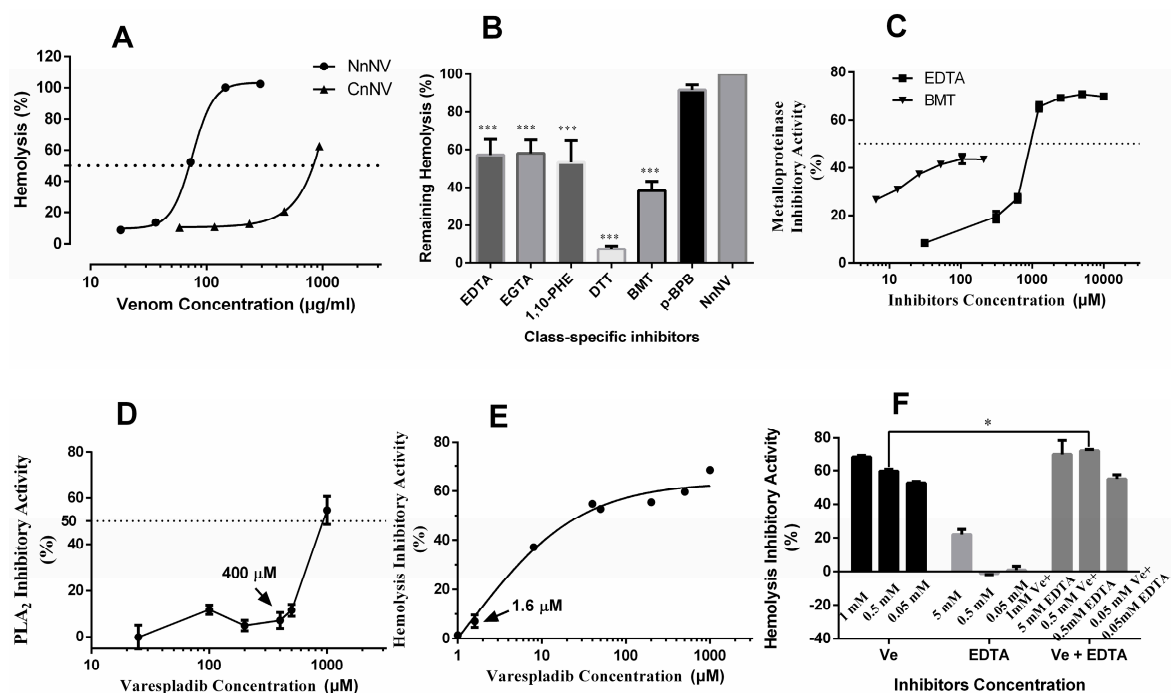 A
120
100
80
60
40
20
0
Hemolysis (%)
NnNV
CnNV
10
100
1000
Venom Concentration (µg/ml)
B
100
80
60
40
20
0
Remaining Hemolysis (%)
***
***
***
***
***
EDTA
EGTA
1,10-PHE
DTT
BMT
p-BPB
NnNV
Class-specific inhibitors
C
80
60
40
20
0
Metalloproteinase
Inhibitory Activity
(%)
EDTA
BMT
10
100
1000
10000
Inhibitors Concentration (µM)
D
80
60
50
40
20
0
PLA₂ Inhibitory Activity
(%)
400 µM
10
100
1000
Varespladib Concentration (µM)
E
80
60
40
20
0
Hemolysis Inhibitory Activity
(%)
1.6 µM
1
10
100
1000
Varespladib Concentration (µM)
F
80
60
40
20
0
-20
-40
Hemolysis Inhibitory Activity
(%)
*
1 mM
0.5 mM
0.05 mM
5 mM
0.5 mM
0.05 mM
1mM Ve+
5 mM EDTA
0.5 mM Ve+
0.5mM EDTA
0.05 mM Ve+
0.05mM EDTA
Ve
EDTA
Ve + EDTA
Inhibitors Concentration